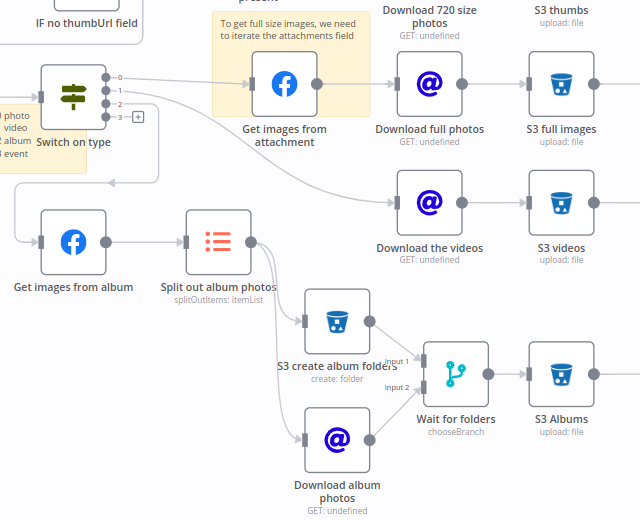 present
IF no thumbUrl field
To get full size images, we need
to iterate the attachments field
Download 720 size
photos
GET: undefined
S3 thumbs
upload: file
0
1
2
3
photo
video
album
event
Switch on type
Get images from
attachment
Download full photos
GET: undefined
S3 full images
upload: file
Download the videos
GET: undefined
S3 videos
upload: file
Get images from album
Split out album photos
splitOutItems: itemList
S3 create album folders
create: folder
Input 1
Input 2
Wait for folders
chooseBranch
S3 Albums
upload: file
Download album
photos
GET: undefined